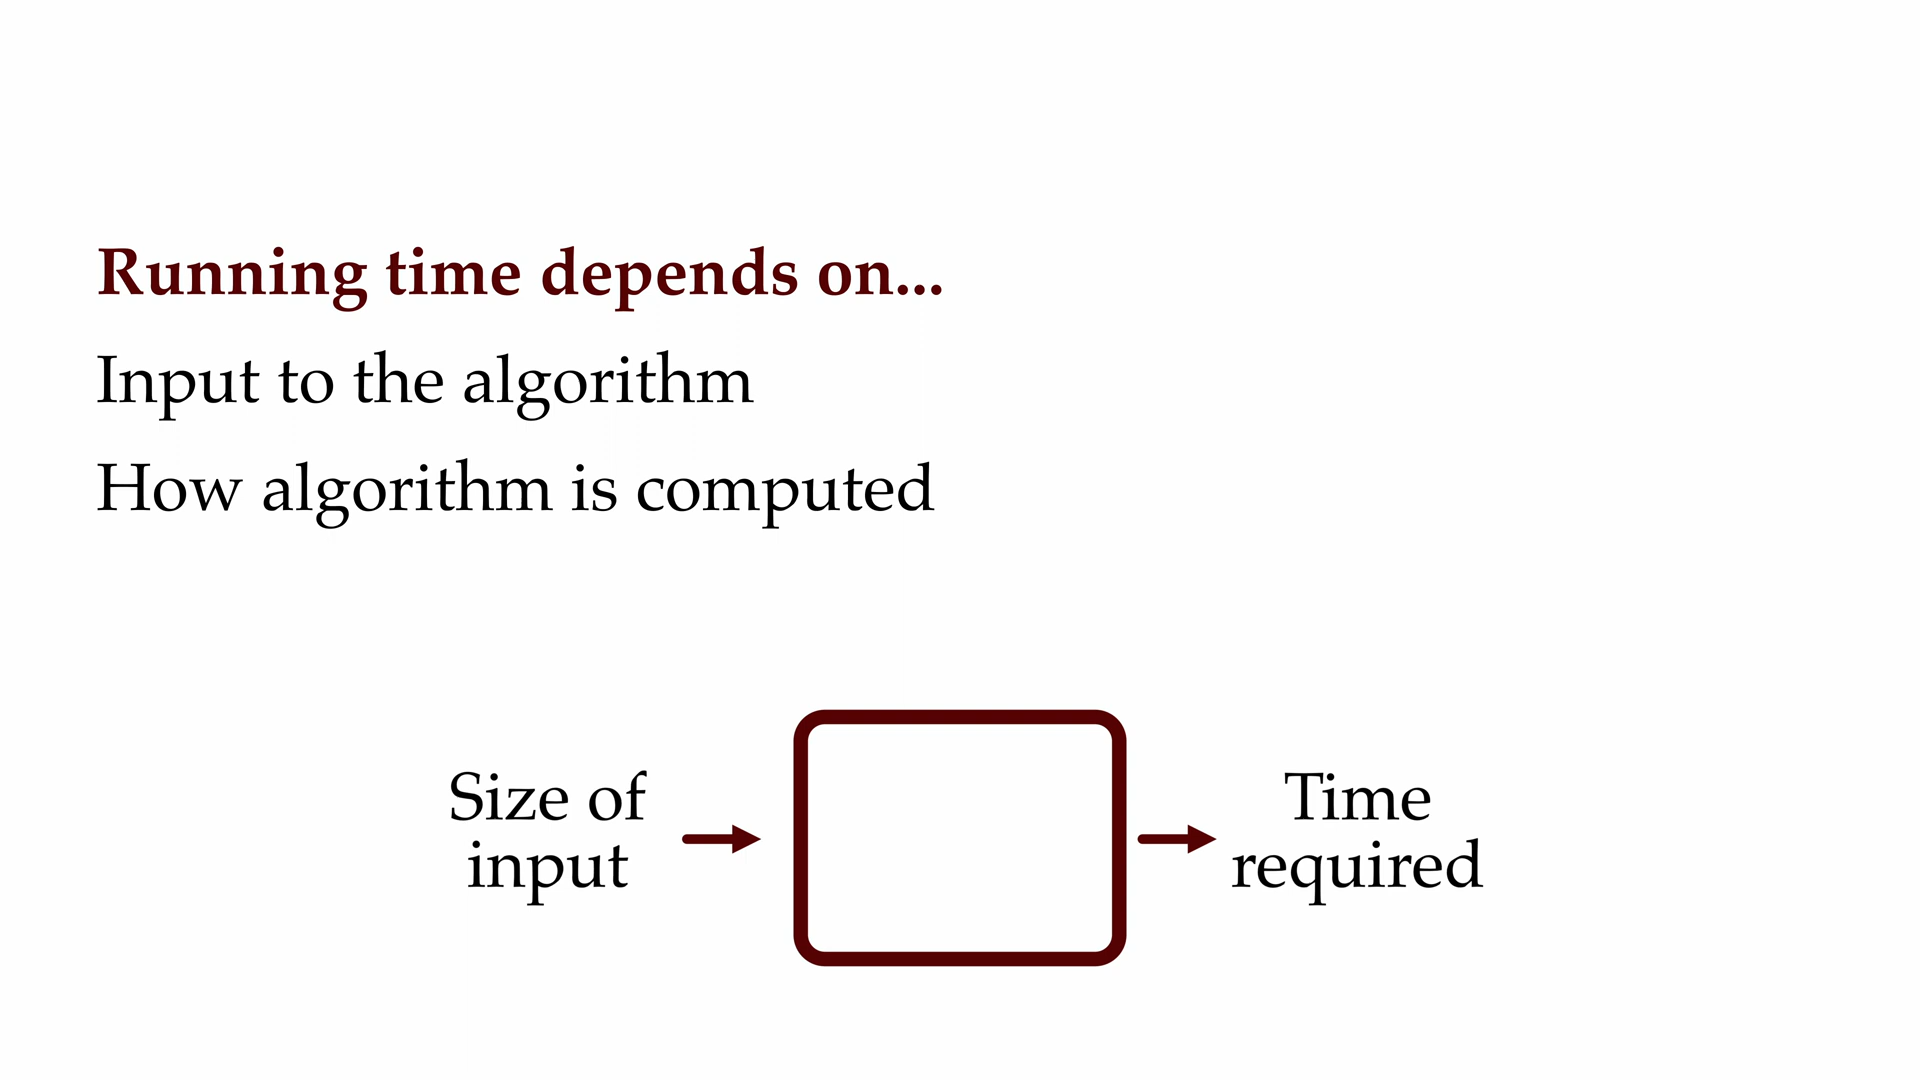 Running time depends on...
Input to the algorithm
How algorithm is computed
Size of
input
Time
required